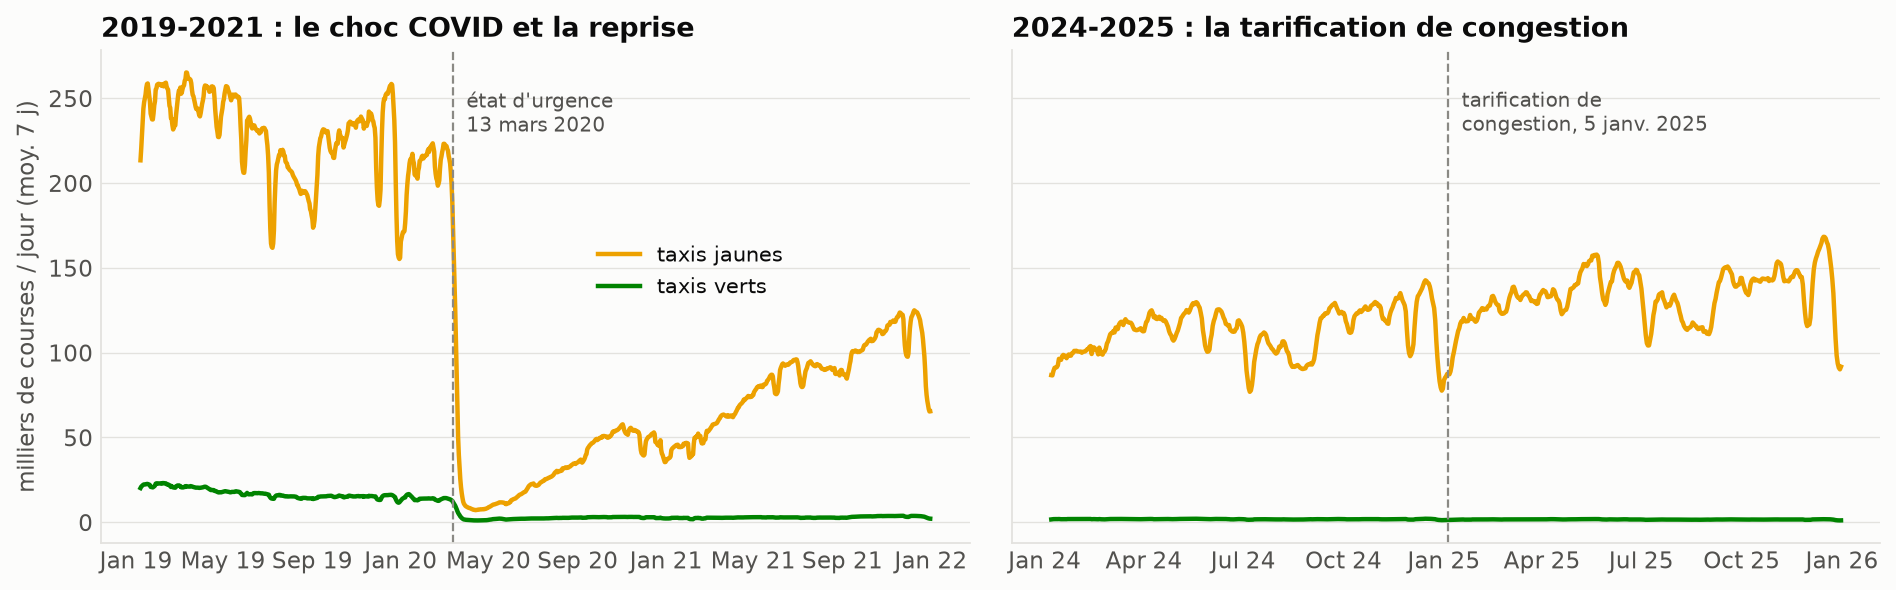 2019-2021 : le choc COVID et la reprise
milliers de courses / jour (moy. 7 j)
250
200
150
100
50
0
état d'urgence
13 mars 2020
taxis jaunes
taxis verts
Jan 19 May 19 Sep 19 Jan 20 May 20 Sep 20 Jan 21 May 21 Sep 21 Jan 22
2024-2025 : la tarification de congestion
tarification de
congestion, 5 janv. 2025
Jan 24 Apr 24 Jul 24 Oct 24 Jan 25 Apr 25 Jul 25 Oct 25 Jan 26